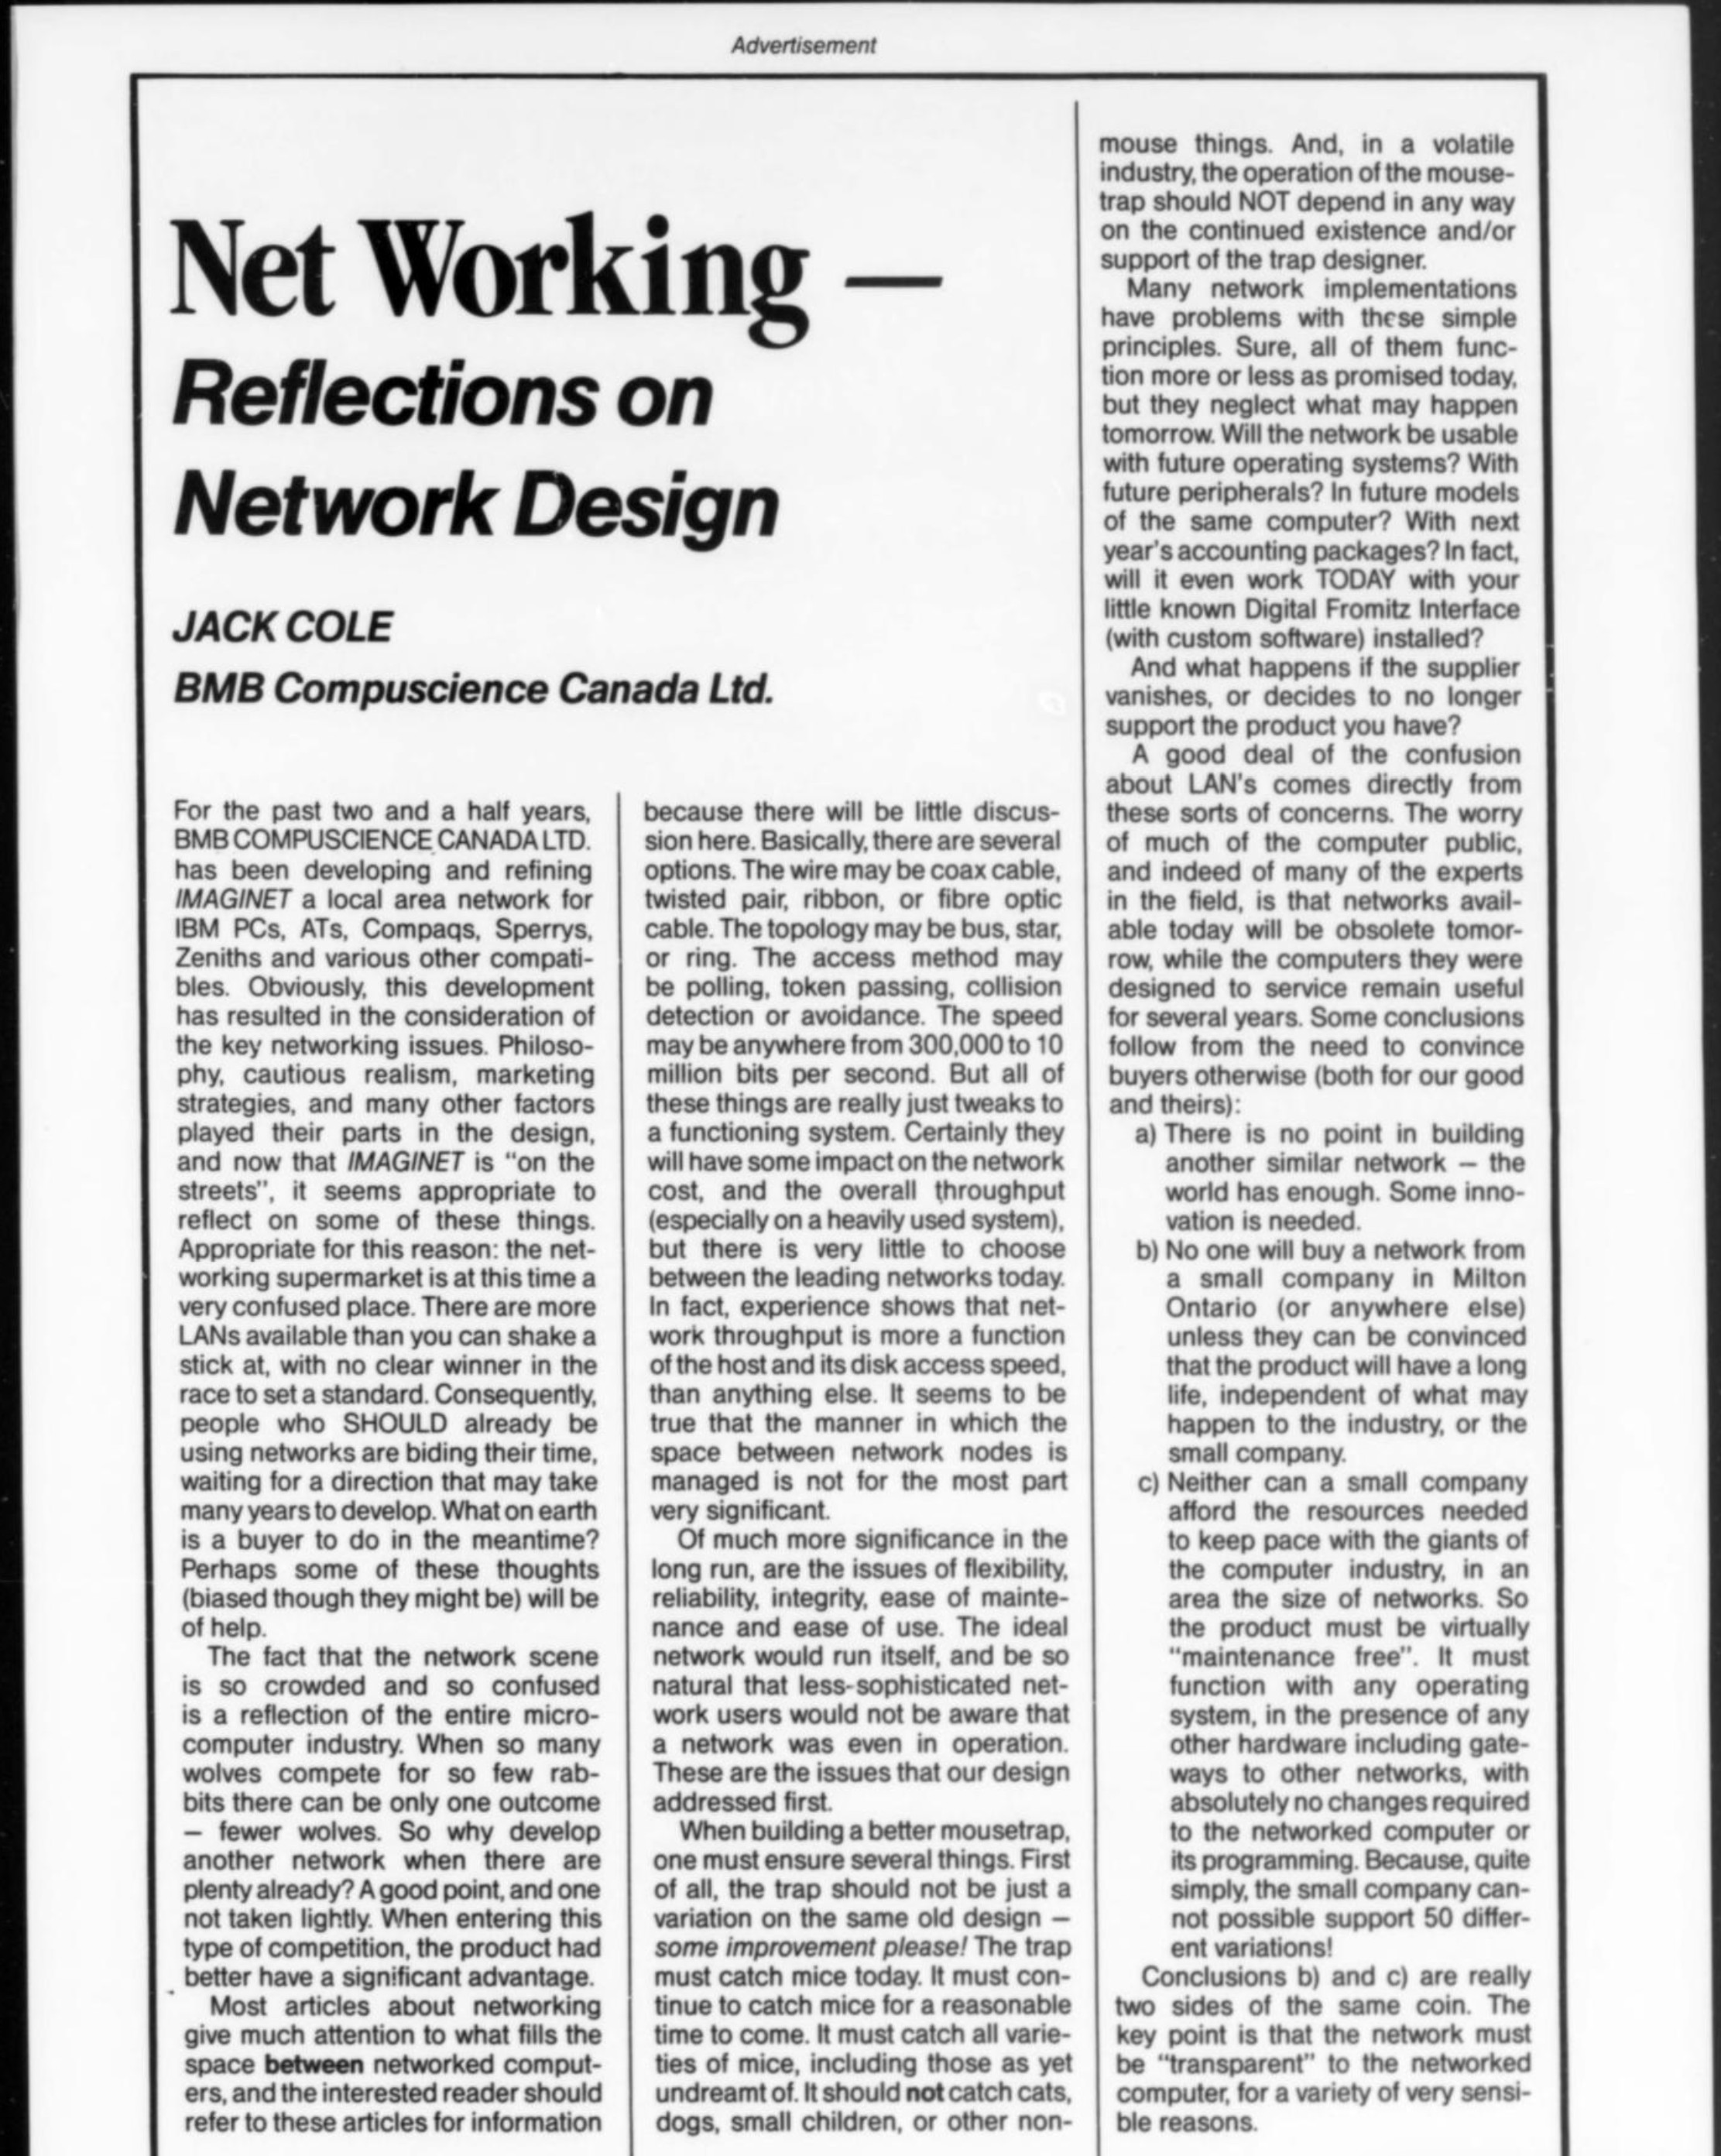 Advertisement
Net Working —
Reflections on
Network Design
JACK COLE
BMB Compuscience Canada Ltd.
For the past two and a half years,
BMB COMPUSCIENCE CANADA LTD.
has been developing and refining
IMAGINET a local area network for
IBM PCs, ATs, Compaqs, Sperrys,
Zeniths and various other compati-
bles. Obviously, this development
has resulted in the consideration of
the key networking issues. Philoso-
phy, cautious realism, marketing
strategies, and many other factors
played their parts in the design,
and now that IMAGINET is “on the
streets”, it seems appropriate to
reflect on some of these things.
Appropriate for this reason: the net-
working supermarket is at this time a
very confused place. There are more
LANs available than you can shake a
stick at, with no clear winner in the
race to set a standard. Consequently,
people who SHOULD already be
using networks are biding their time,
waiting for a direction that may take
many years to develop. What on earth
is a buyer to do in the meantime?
Perhaps some of these thoughts
(biased though they might be) will be
of help.
The fact that the network scene
is so crowded and so confused
is a reflection of the entire micro-
computer industry. When so many
wolves compete for so few rab-
bits there can be only one outcome
— fewer wolves. So why develop
another network when there are
plenty already? A good point, and one
not taken lightly. When entering this
type of competition, the product had
better have a significant advantage.
Most articles about networking
give much attention to what fills the
space between networked comput-
ers, and the interested reader should
refer to these articles for information
because there will be little discus-
sion here. Basically, there are several
options. The wire may be coax cable,
twisted pair, ribbon, or fibre optic
cable. The topology may be bus, star,
or ring. The access method may
be polling, token passing, collision
detection or avoidance. The speed
may be anywhere from 300,000 to 10
million bits per second. But all of
these things are really just tweaks to
a functioning system. Certainly they
will have some impact on the network
cost, and the overall throughput
(especially on a heavily used system),
but there is very little to choose
between the leading networks today.
In fact, experience shows that net-
work throughput is more a function
of the host and its disk access speed,
than anything else. It seems to be
true that the manner in which the
space between network nodes is
managed is not for the most part
very significant.
Of much more significance in the
long run, are the issues of flexibility,
reliability, integrity, ease of mainte-
nance and ease of use. The ideal
network would run itself, and be so
natural that less-sophisticated net-
work users would not be aware that
a network was even in operation.
These are the issues that our design
addressed first.
When building a better mousetrap,
one must ensure several things. First
of all, the trap should not be just a
variation on the same old design —
some improvement please! The trap
must catch mice today. It must con-
tinue to catch mice for a reasonable
time to come. It must catch all varie-
ties of mice, including those as yet
undreamt of. It should not catch cats,
dogs, small children, or other non-
mouse things. And, in a volatile
industry, the operation of the mouse-
trap should NOT depend in any way
on the continued existence and/or
support of the trap designer.
Many network implementations
have problems with these simple
principles. Sure, all of them func-
tion more or less as promised today,
but they neglect what may happen
tomorrow. Will the network be usable
with future operating systems? With
future peripherals? In future models
of the same computer? With next
year's accounting packages? In fact,
will it even work TODAY with your
little known Digital Fromitz Interface
(with custom software) installed?
And what happens if the supplier
vanishes, or decides to no longer
support the product you have?
A good deal of the confusion
about LAN's comes directly from
these sorts of concerns. The worry
of much of the computer public,
and indeed of many of the experts
in the field, is that networks avail-
able today will be obsolete tomor-
row, while the computers they were
designed to service remain useful
for several years. Some conclusions
follow from the need to convince
buyers otherwise (both for our good
and theirs):
a) There is no point in building
another similar network — the
world has enough. Some inno-
vation is needed.
b) No one will buy a network from
a small company in Milton
Ontario (or anywhere else)
unless they can be convinced
that the product will have a long
life, independent of what may
happen to the industry, or the
small company.
c) Neither can a small company
afford the resources needed
to keep pace with the giants of
the computer industry, in an
area the size of networks. So
the product must be virtually
“maintenance free”. It must
function with any operating
system, in the presence of any
other hardware including gate-
ways to other networks, with
absolutely no changes required
to the networked computer or
its programming. Because, quite
simply, the small company can-
not possible support 50 differ-
ent variations!
Conclusions b) and c) are really
two sides of the same coin. The
key point is that the network must
be “transparent” to the networked
computer, for a variety of very sensi-
ble reasons.